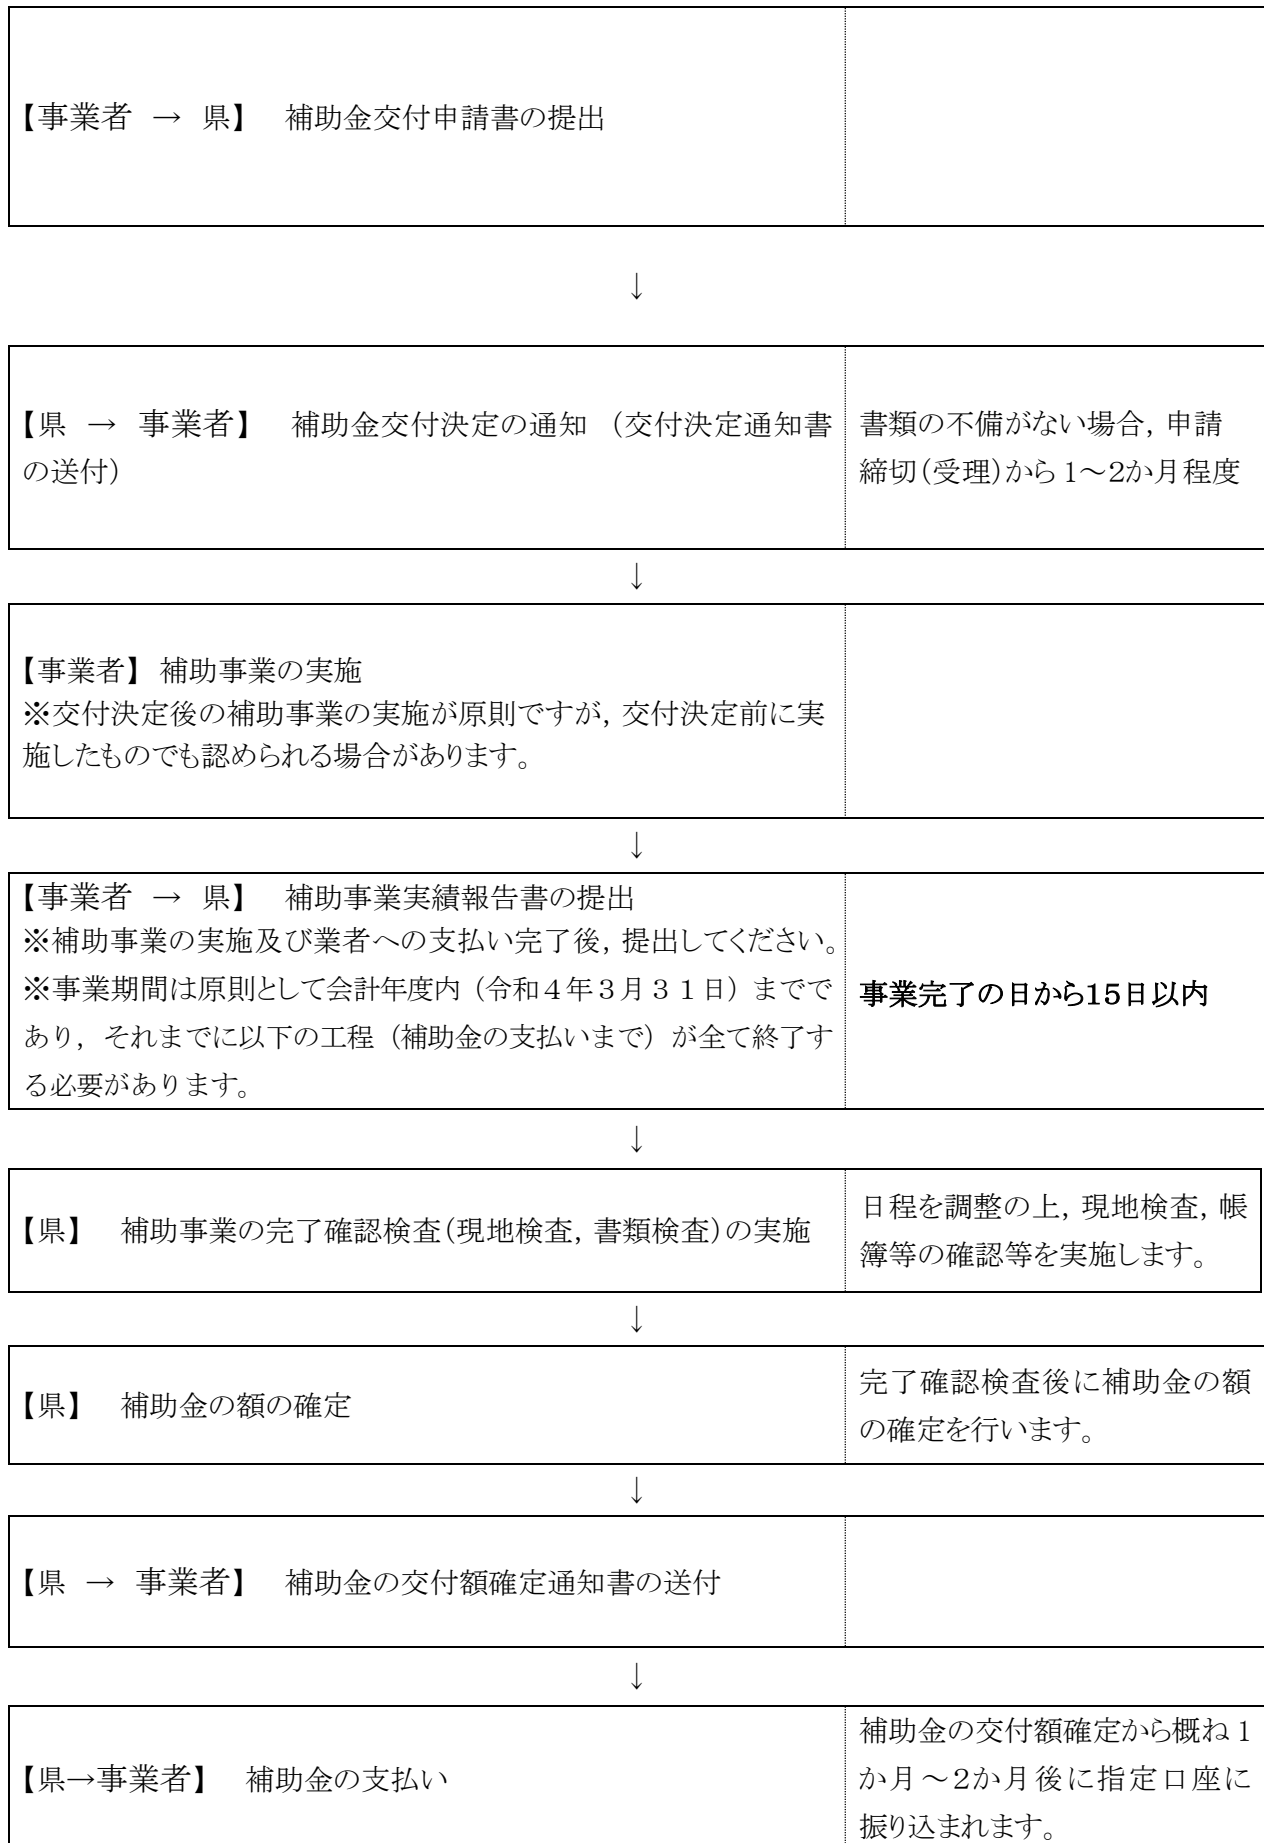 【事業者 → 県】 補助金交付申請書の提出
↓
【県 → 事業者】 補助金交付決定の通知 (交付決定通知書
の送付)
書類の不備がない場合, 申請
締切(受理)から1～2か月程度
↓
【事業者】 補助事業の実施
※交付決定後の補助事業の実施が原則ですが, 交付決定前に実
施したものでも認められる場合があります。
↓
【事業者 → 県】 補助事業実績報告書の提出
※補助事業の実施及び業者への支払い完了後, 提出してください。
※事業期間は原則として会計年度内 (令和４年３月３１日) までで
あり, それまでに以下の工程 (補助金の支払いまで) が全て終了す
る必要があります。
事業完了の日から15日以内
↓
【県】 補助事業の完了確認検査(現地検査, 書類検査)の実施
日程を調整の上, 現地検査, 帳
簿等の確認等を実施します。
↓
【県】 補助金の額の確定
完了確認検査後に補助金の額
の確定を行います。
↓
【県 → 事業者】 補助金の交付額確定通知書の送付
↓
【県→事業者】 補助金の支払い
補助金の交付額確定から概ね1
か月～2か月後に指定口座に
振り込まれます。